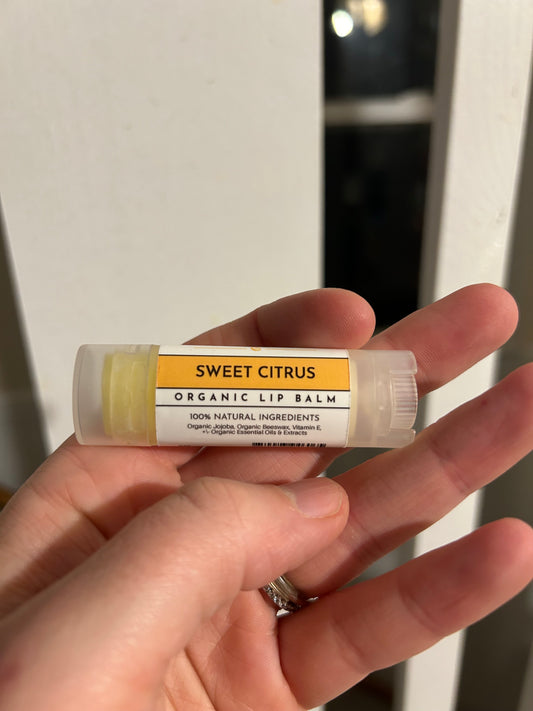 SWEET CITRUS
ORGANIC LIP BALM
100% NATURAL INGREDIENTS
Organic Jojoba, Organic Beeswax, Vitamin E,
+/- Organic Essential Oils & Extracts